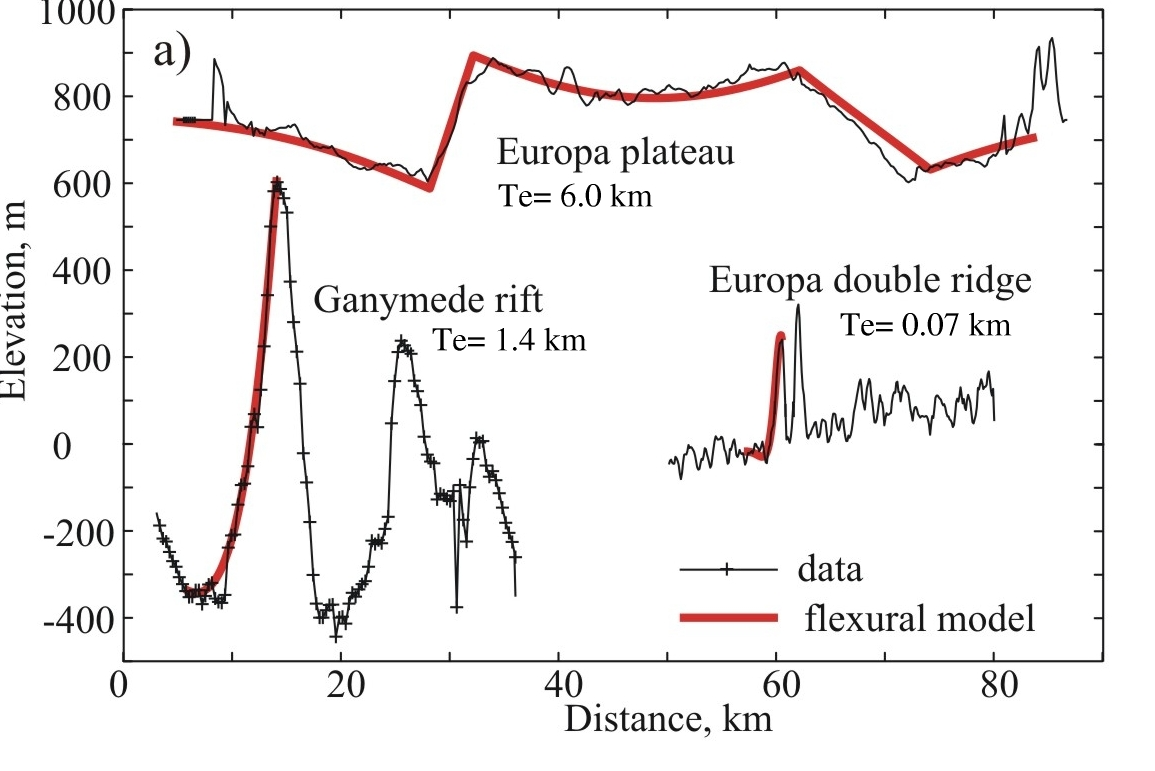 1000
a)
800
Europa plateau
Te= 6.0 km
600
Elevation, m
400
Europa double ridge
Ganymede rift
Te= 0.07 km
Te= 1.4 km
200
0
-200
data
flexural model
-400
0 20 40 60 80
Distance, km